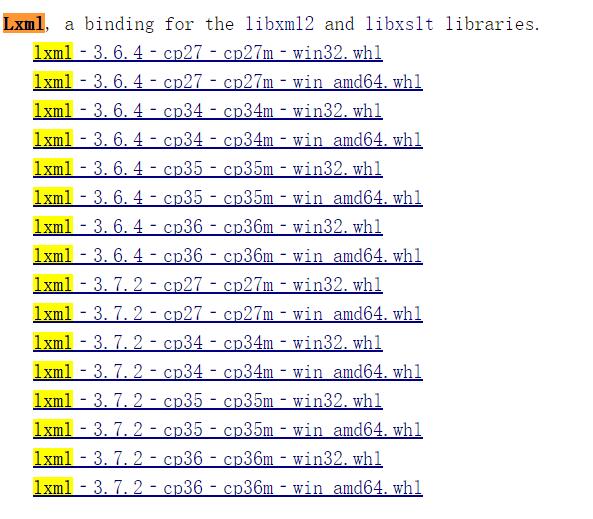 Lxml, a binding for the libxml2 and libxslt libraries.
lxml‑3.6.4‑cp27‑cp27m‑win32.whl
lxml‑3.6.4‑cp27‑cp27m‑win_amd64.whl
lxml‑3.6.4‑cp34‑cp34m‑win32.whl
lxml‑3.6.4‑cp34‑cp34m‑win_amd64.whl
lxml‑3.6.4‑cp35‑cp35m‑win32.whl
lxml‑3.6.4‑cp35‑cp35m‑win_amd64.whl
lxml‑3.6.4‑cp36‑cp36m‑win32.whl
lxml‑3.6.4‑cp36‑cp36m‑win_amd64.whl
lxml‑3.7.2‑cp27‑cp27m‑win32.whl
lxml‑3.7.2‑cp27‑cp27m‑win_amd64.whl
lxml‑3.7.2‑cp34‑cp34m‑win32.whl
lxml‑3.7.2‑cp34‑cp34m‑win_amd64.whl
lxml‑3.7.2‑cp35‑cp35m‑win32.whl
lxml‑3.7.2‑cp35‑cp35m‑win_amd64.whl
lxml‑3.7.2‑cp36‑cp36m‑win32.whl
lxml‑3.7.2‑cp36‑cp36m‑win_amd64.whl